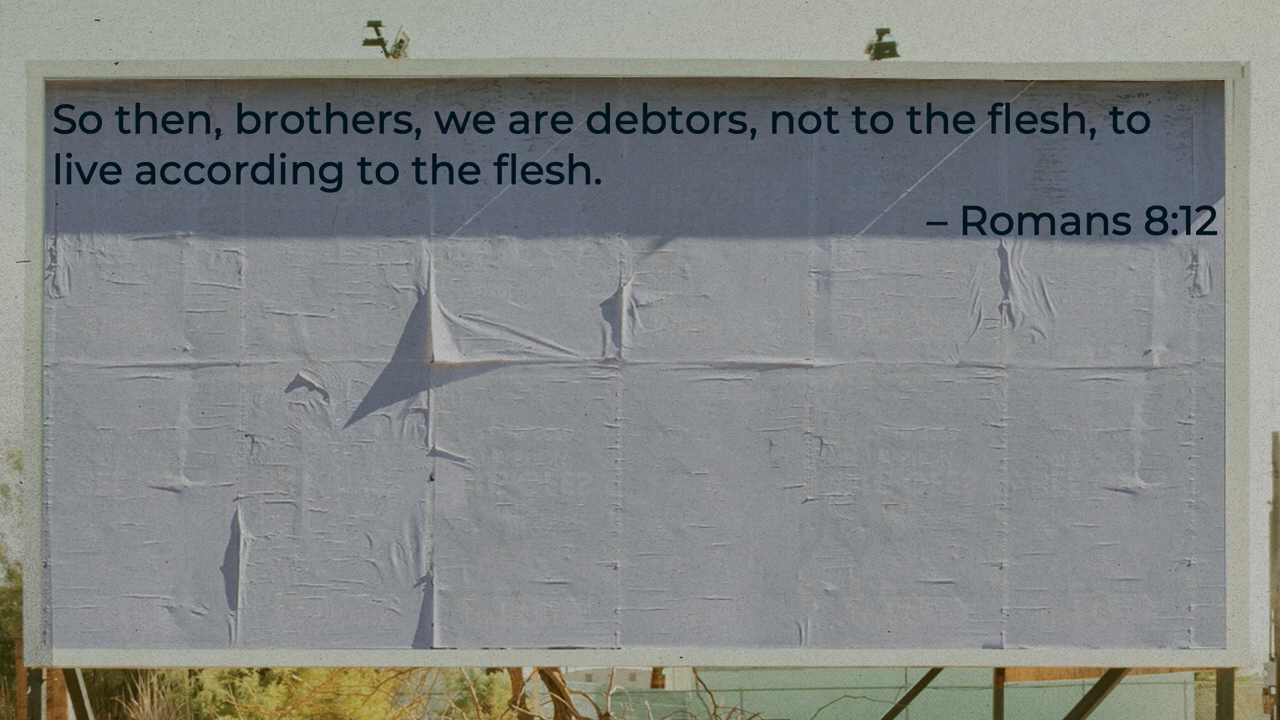 So then, brothers, we are debtors, not to the flesh, to
live according to the flesh.
– Romans 8:12